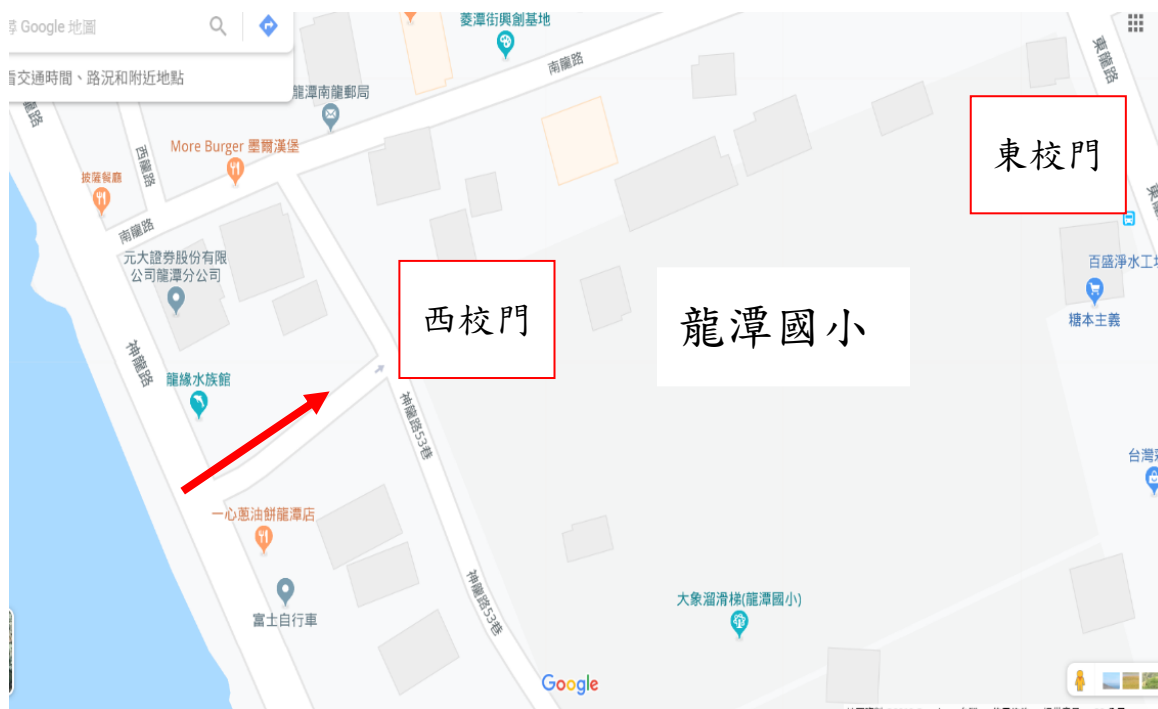 Google 地圖
看交通時間、路況和附近地點
菱潭街興創基地
南龍路
東龍路
龍潭南龍郵局
More Burger 墨爾漢堡
西龍路
披薩餐廳
南龍路
元大證券股份有限
公司龍潭分公司
東校門
西校門
龍潭國小
百盛淨水工
糖本主義
神龍路
龍緣水族館
神龍路53巷
台灣
一心蔥油餅龍潭店
富士自行車
神龍路53巷
大象溜滑梯(龍潭國小)
Google